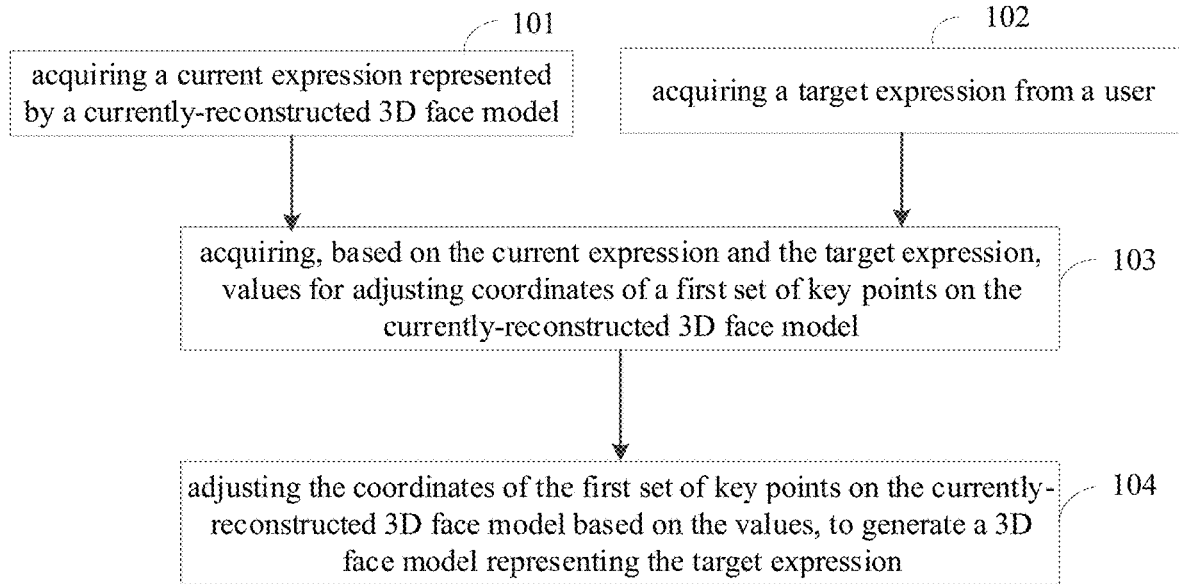 101
acquiring a current expression represented
by a currently-reconstructed 3D face model
102
acquiring a target expression from a user
acquiring, based on the current expression and the target expression,
values for adjusting coordinates of a first set of key points on the
currently-reconstructed 3D face model
103
adjusting the coordinates of the first set of key points on the currently-
reconstructed 3D face model based on the values, to generate a 3D
face model representing the target expression
104